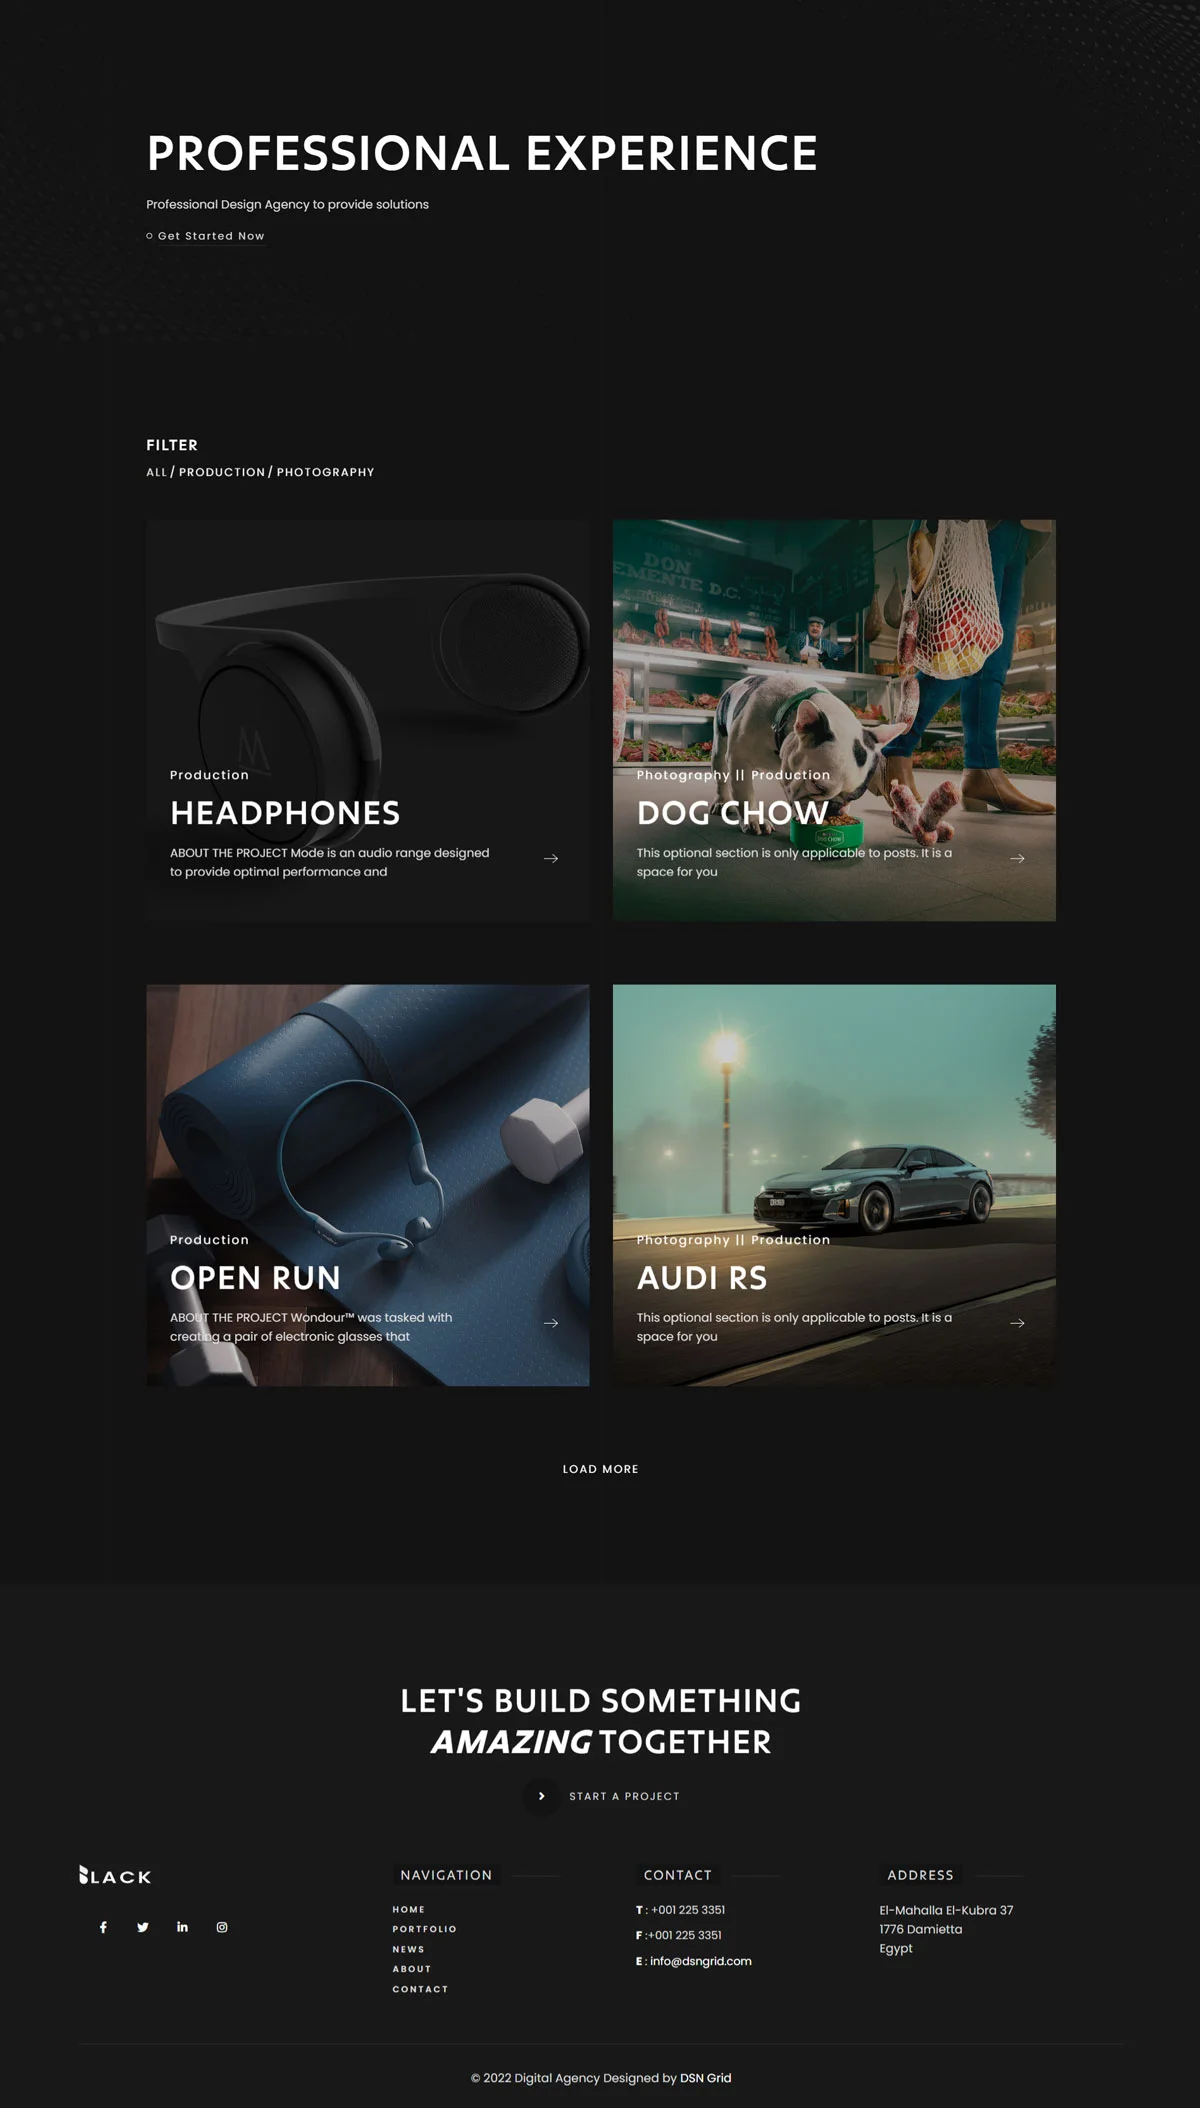 PROFESSIONAL EXPERIENCE
Professional Design Agency to provide solutions
Get Started Now
FILTER
ALL / PRODUCTION / PHOTOGRAPHY
Production
HEADPHONES
ABOUT THE PROJECT Mode is an audio range designed
to provide optimal performance and
DON
EMENTE D.C.
DOG CHOW
Photography || Production
DOG CHOW
This optional section is only applicable to posts. It is a
space for you
Production
OPEN RUN
ABOUT THE PROJECT Wondour™ was tasked with
creating a pair of electronic glasses that
Photography || Production
AUDI RS
This optional section is only applicable to posts. It is a
space for you
LOAD MORE
LET'S BUILD SOMETHING
AMAZING TOGETHER
START A PROJECT
BLACK
NAVIGATION
HOME
PORTFOLIO
NEWS
ABOUT
CONTACT
CONTACT
T : +001 225 3351
F :+001 225 3351
E : info@dsngrid.com
ADDRESS
El-Mahalla El-Kubra 37
1776 Damietta
Egypt
© 2022 Digital Agency Designed by DSN Grid